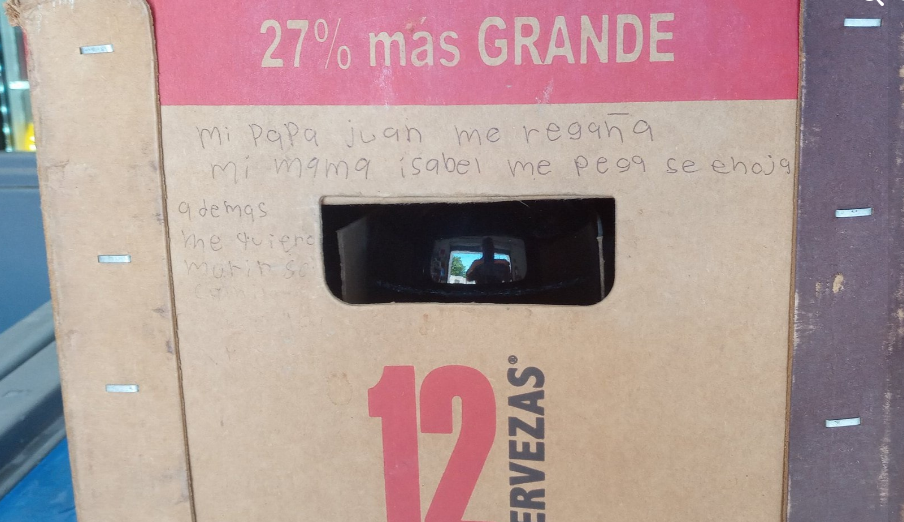 27% más GRANDE
mi papa juan me regaña
mi mama isabel me pega se enoja
ademas
me quiero
murir
12
ERVEZAS®